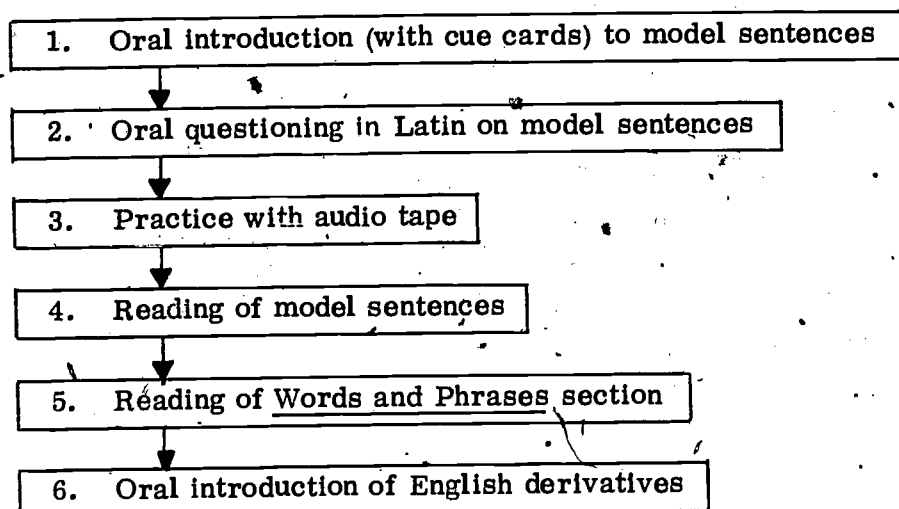 1. Oral introduction (with cue cards) to model sentences
2. Oral questioning in Latin on model sentences
3. Practice with audio tape
4. Reading of model sentences
5. Reading of Words and Phrases section
6. Oral introduction of English derivatives